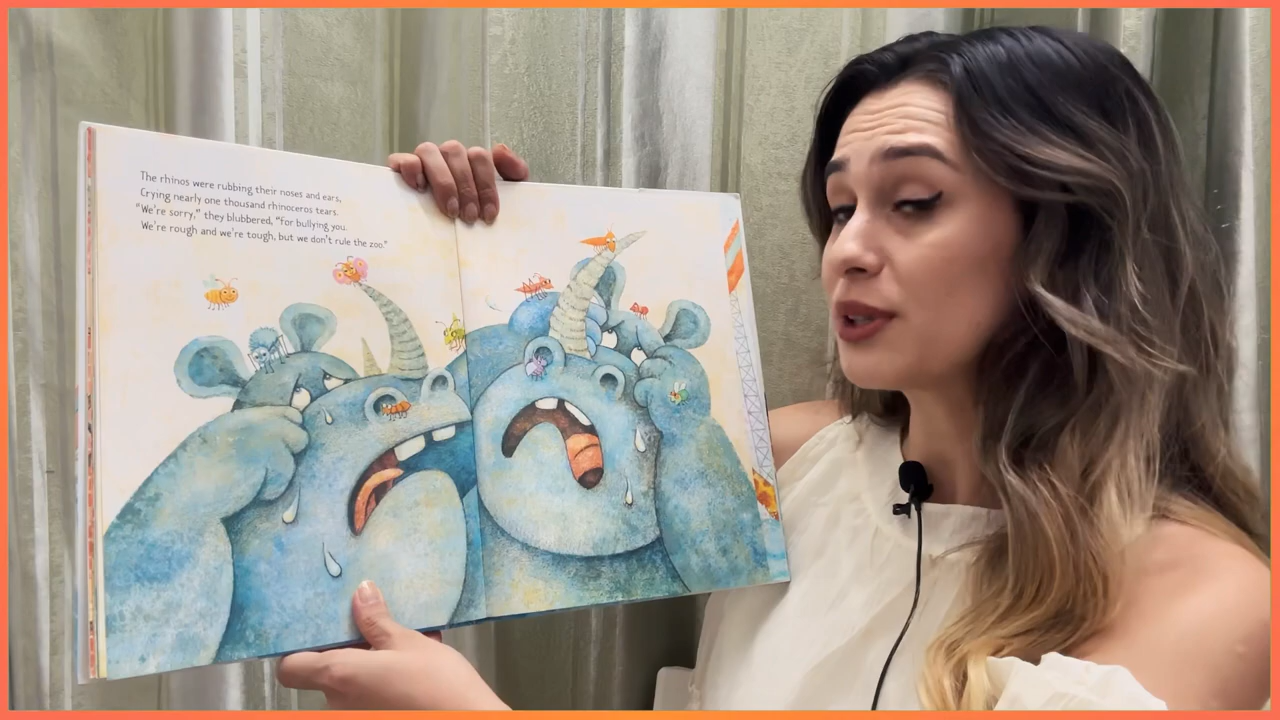 The rhinos were rubbing their noses and ears,
Crying nearly one thousand rhinoceros tears.
"We're sorry," they blubbered, "for bullying you.
We're rough and we're tough, but we don't rule the zoo."